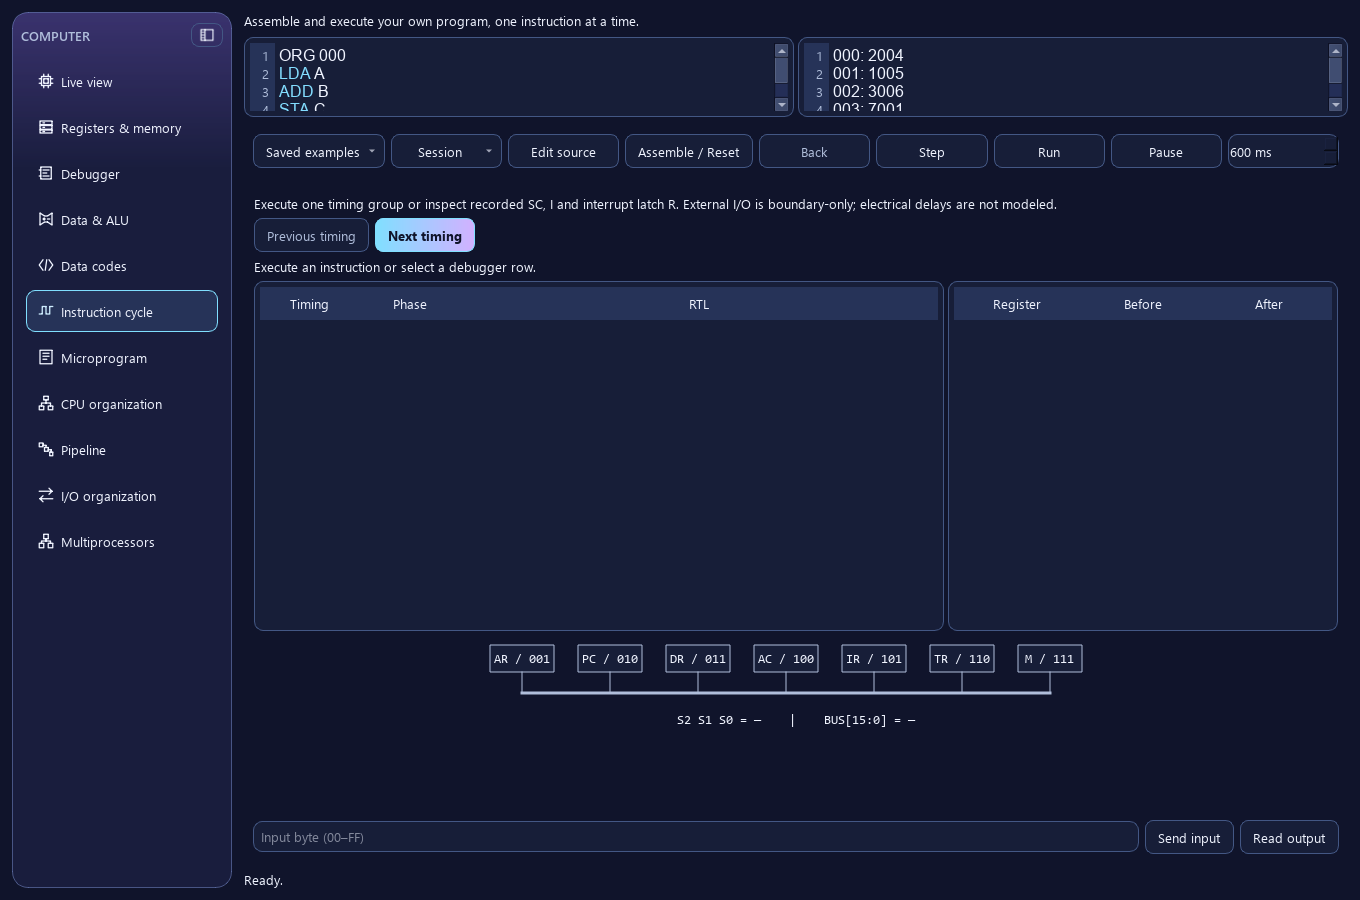 COMPUTER
Live view
Registers & memory
Debugger
Data & ALU
Data codes
Instruction cycle
Microprogram
CPU organization
Pipeline
I/O organization
Multiprocessors
Assemble and execute your own program, one instruction at a time.
1 ORG 000
2 LDA A
3 ADD B
4 STA C
1 000: 2004
2 001: 1005
3 002: 3006
4 003: 7001
Saved examples Session Edit source Assemble / Reset Back Step Run Pause 600 ms
Execute one timing group or inspect recorded SC, I and interrupt latch R. External I/O is boundary-only; electrical delays are not modeled.
Previous timing Next timing
Execute an instruction or select a debugger row.
Timing Phase RTL
Register Before After
AR / 001 PC / 010 DR / 011 AC / 100 IR / 101 TR / 110 M / 111
S2 S1 S0 = — | BUS[15:0] = —
Input byte (00–FF) Send input Read output
Ready.